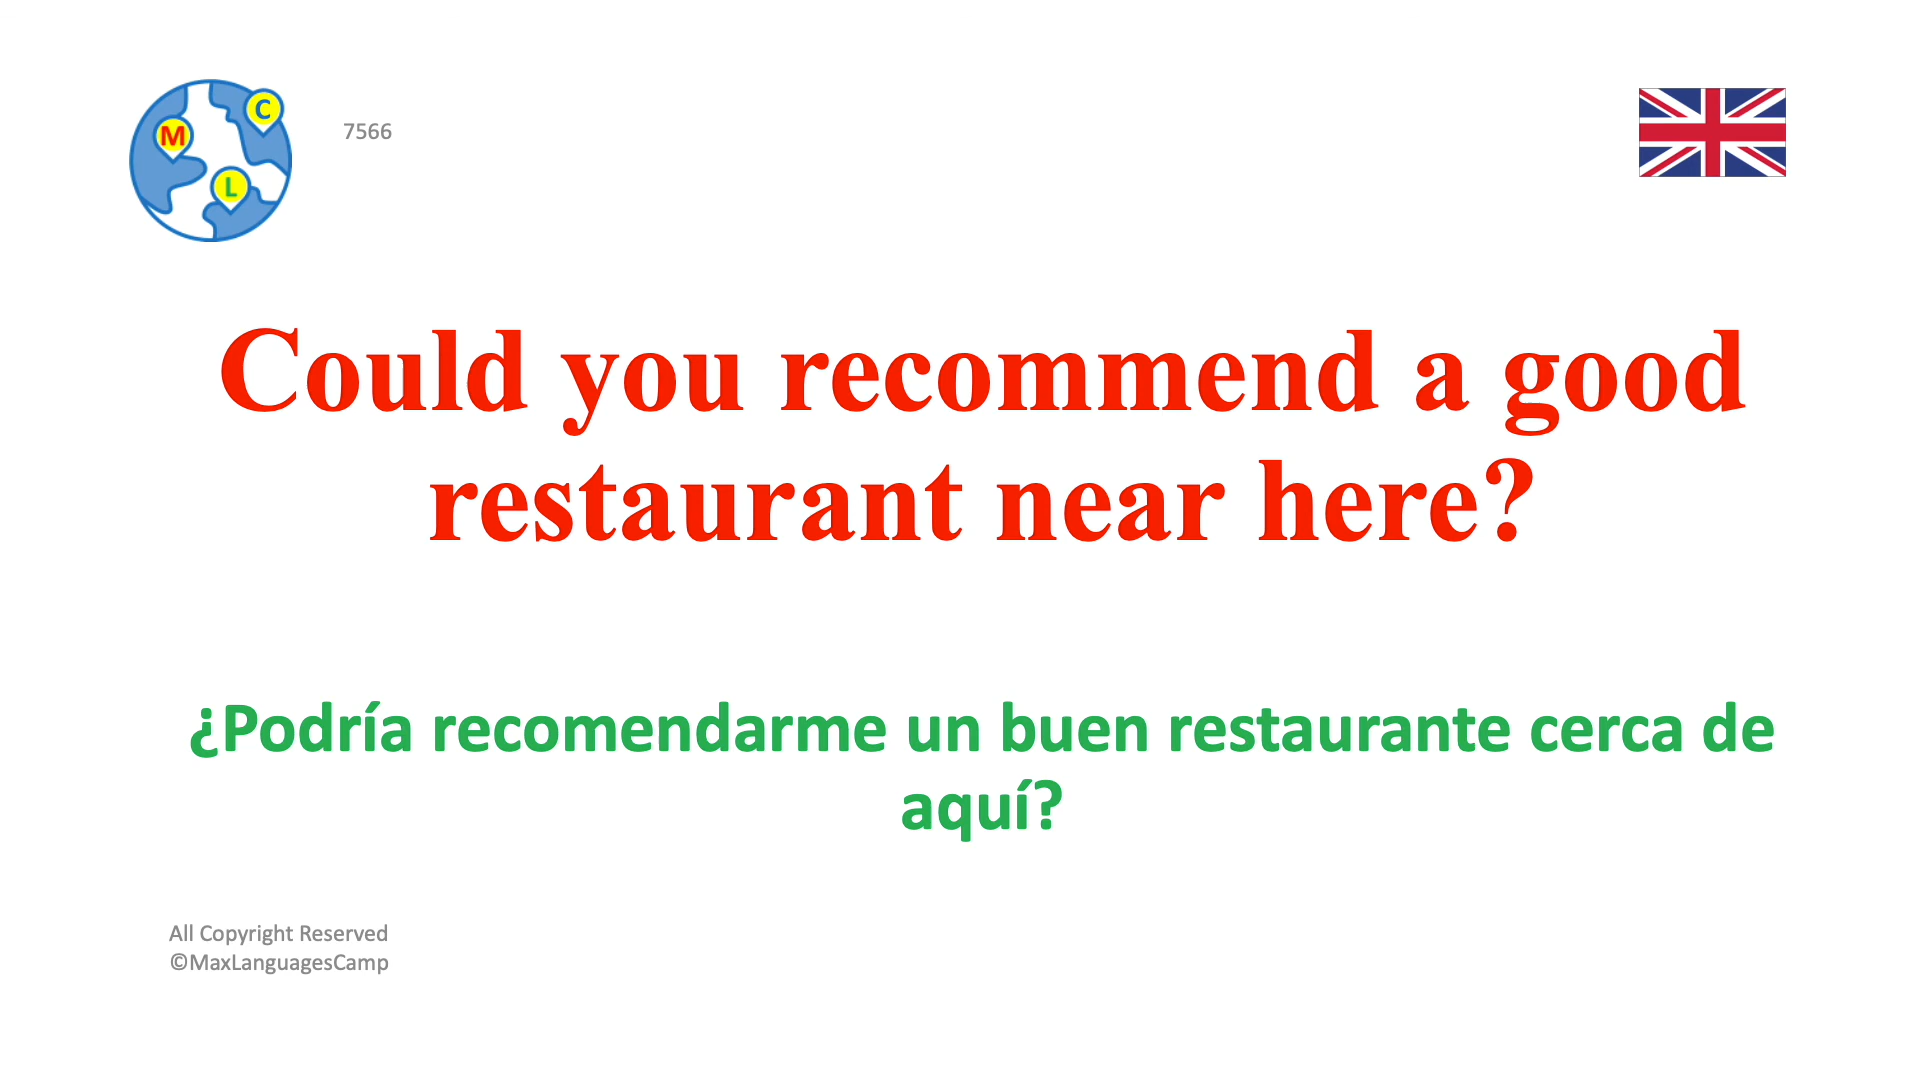 C
M
L
7566
Could you recommend a good
restaurant near here?
¿Podría recomendarme un buen restaurante cerca de
aquí?
All Copyright Reserved
©MaxLanguagesCamp